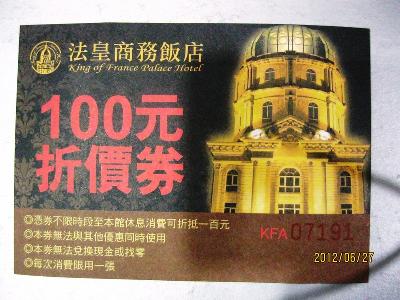 法皇商務飯店
King of France Palace Hotel
100元
折價券
◎憑券不限時段至本館休息消費可折抵一百元
◎本券無法與其他優惠同時使用
◎本券無法兌換現金或找零
◎每次消費限用一張
KFA07191
2012/06/27